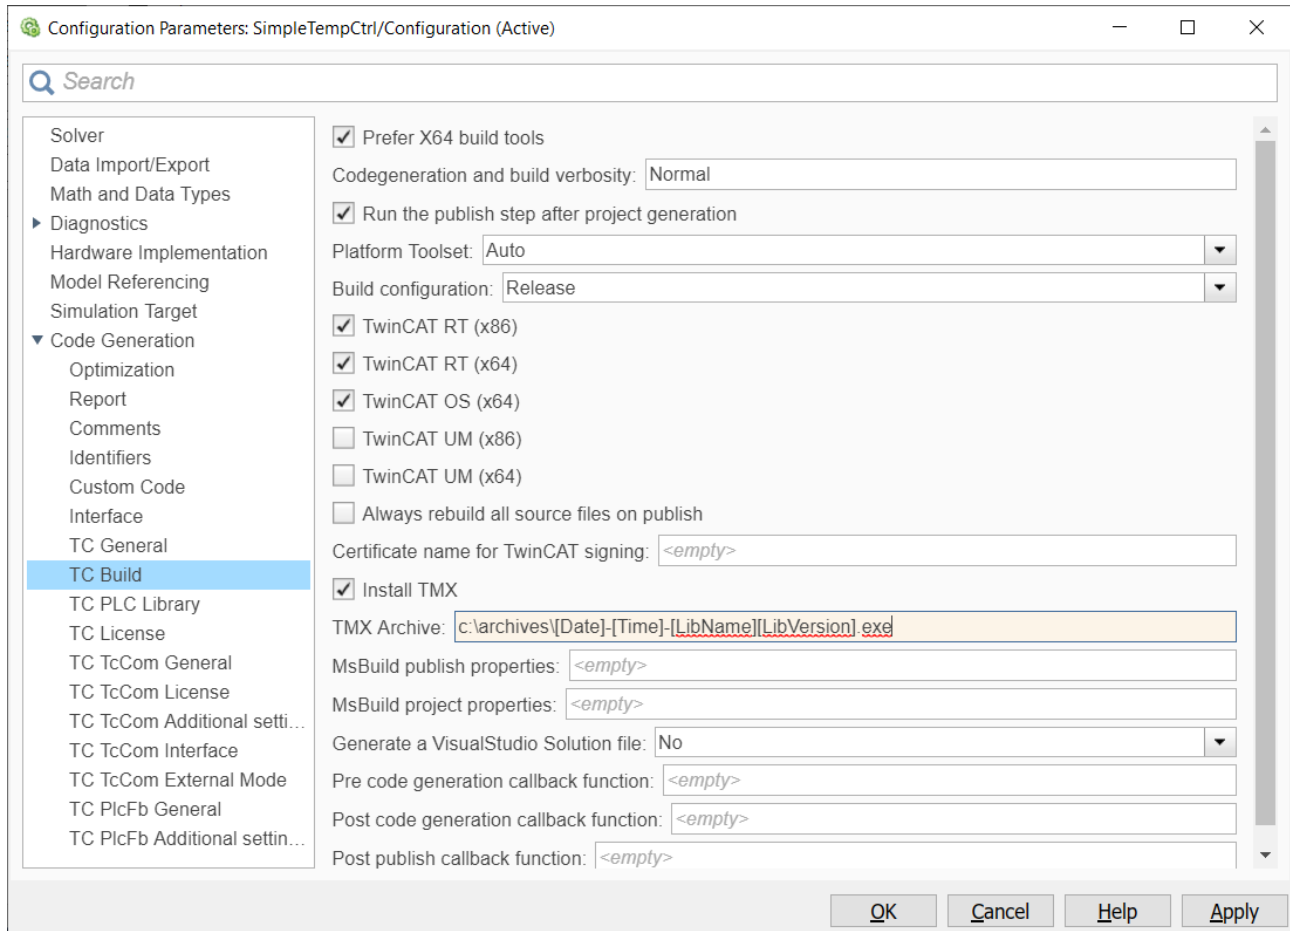 Configuration Parameters: SimpleTempCtrl/Configuration (Active)
Search
Solver
Data Import/Export
Math and Data Types
Diagnostics
Hardware Implementation
Model Referencing
Simulation Target
Code Generation
Optimization
Report
Comments
Identifiers
Custom Code
Interface
TC General
TC Build
TC PLC Library
TC License
TC TcCom General
TC TcCom License
TC TcCom Additional setti...
TC TcCom Interface
TC TcCom External Mode
TC PlcFb General
TC PlcFb Additional settin...
Prefer X64 build tools
Codegeneration and build verbosity: Normal
Run the publish step after project generation
Platform Toolset: Auto
Build configuration: Release
TwinCAT RT (x86)
TwinCAT RT (x64)
TwinCAT OS (x64)
TwinCAT UM (x86)
TwinCAT UM (x64)
Always rebuild all source files on publish
Certificate name for TwinCAT signing: <empty>
Install TMX
TMX Archive: c:\archives\[Date]-[Time]-[LibName][LibVersion].exe
MsBuild publish properties: <empty>
MsBuild project properties: <empty>
Generate a VisualStudio Solution file: No
Pre code generation callback function: <empty>
Post code generation callback function: <empty>
Post publish callback function: <empty>
OK Cancel Help Apply